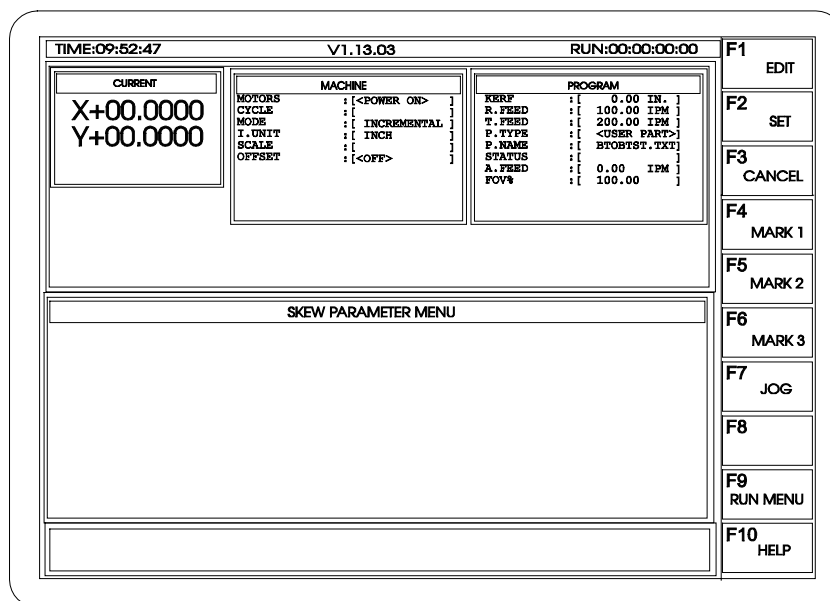 TIME:09:52:47 V1.13.03 RUN:00:00:00:00
CURRENT
X+00.0000
Y+00.0000
MACHINE
MOTORS :[<POWER ON> ]
CYCLE :[ ]
MODE :[ INCREMENTAL ]
I.UNIT :[ INCH ]
SCALE :[ ]
OFFSET :[<OFF> ]
PROGRAM
KERF :[ 0.00 IN. ]
R.FEED :[ 100.00 IPM ]
T.FEED :[ 200.00 IPM ]
P.TYPE :[ <USER PART>]
P.NAME :[ BTOBTST.TXT]
STATUS :[ ]
A.FEED :[ 0.00 IPM ]
FOV% :[ 100.00 ]
SKEW PARAMETER MENU
F1
EDIT
F2
SET
F3
CANCEL
F4
MARK 1
F5
MARK 2
F6
MARK 3
F7
JOG
F8
F9
RUN MENU
F10
HELP